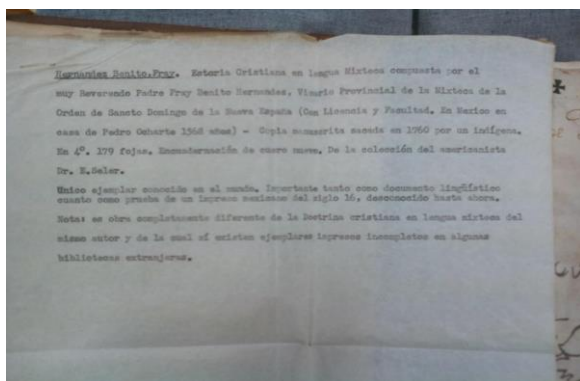 Hernandez Benito, Fray. Estoria Cristiana en lengua Mixteca compuesta por el
muy Reverendo Padre Fray Benito Hernandez, Vicario Provincial de la Mixteca de la
Orden de Sancto Domingo de la Nueva España (Con Licencia y Facultad. En Mexico en
casa de Pedro Ocharte 1568 años) - Copia manuscrita sacada en 1960 por un indígena.
En 4°. 179 fojas. Encuadernación de cuero nuevo. De la colección del americanista
Dr. E.Seler.
Unico ejemplar conocido en el mundo. Importante tanto como documento lingüístico
cuanto como prueba de un impreso mexicano del siglo 16, desconocido hasta ahora.
Nota: es obra completamente diferente de la Doctrina cristiana en lengua mixteca del
mismo autor y de la cual sí existen ejemplares impresos incompletos en algunas
bibliotecas extranjeras.